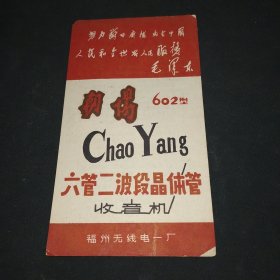 努力办好广播，为全中国
人民和全世界人民服务
毛泽东
朝阳 602型
Chao Yang
六管二波段晶体管
收音机
福州无线电一厂